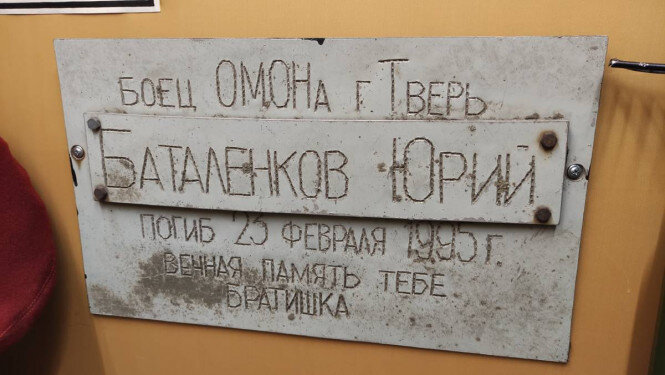 БОЕЦ ОМОНА г. ТВЕРЬ
БАТАЛЕНКОВ ЮРИЙ
ПОГИБ 23 ФЕВРАЛЯ 1995 г.
ВЕЧНАЯ ПАМЯТЬ ТЕБЕ
БРАТИШКА